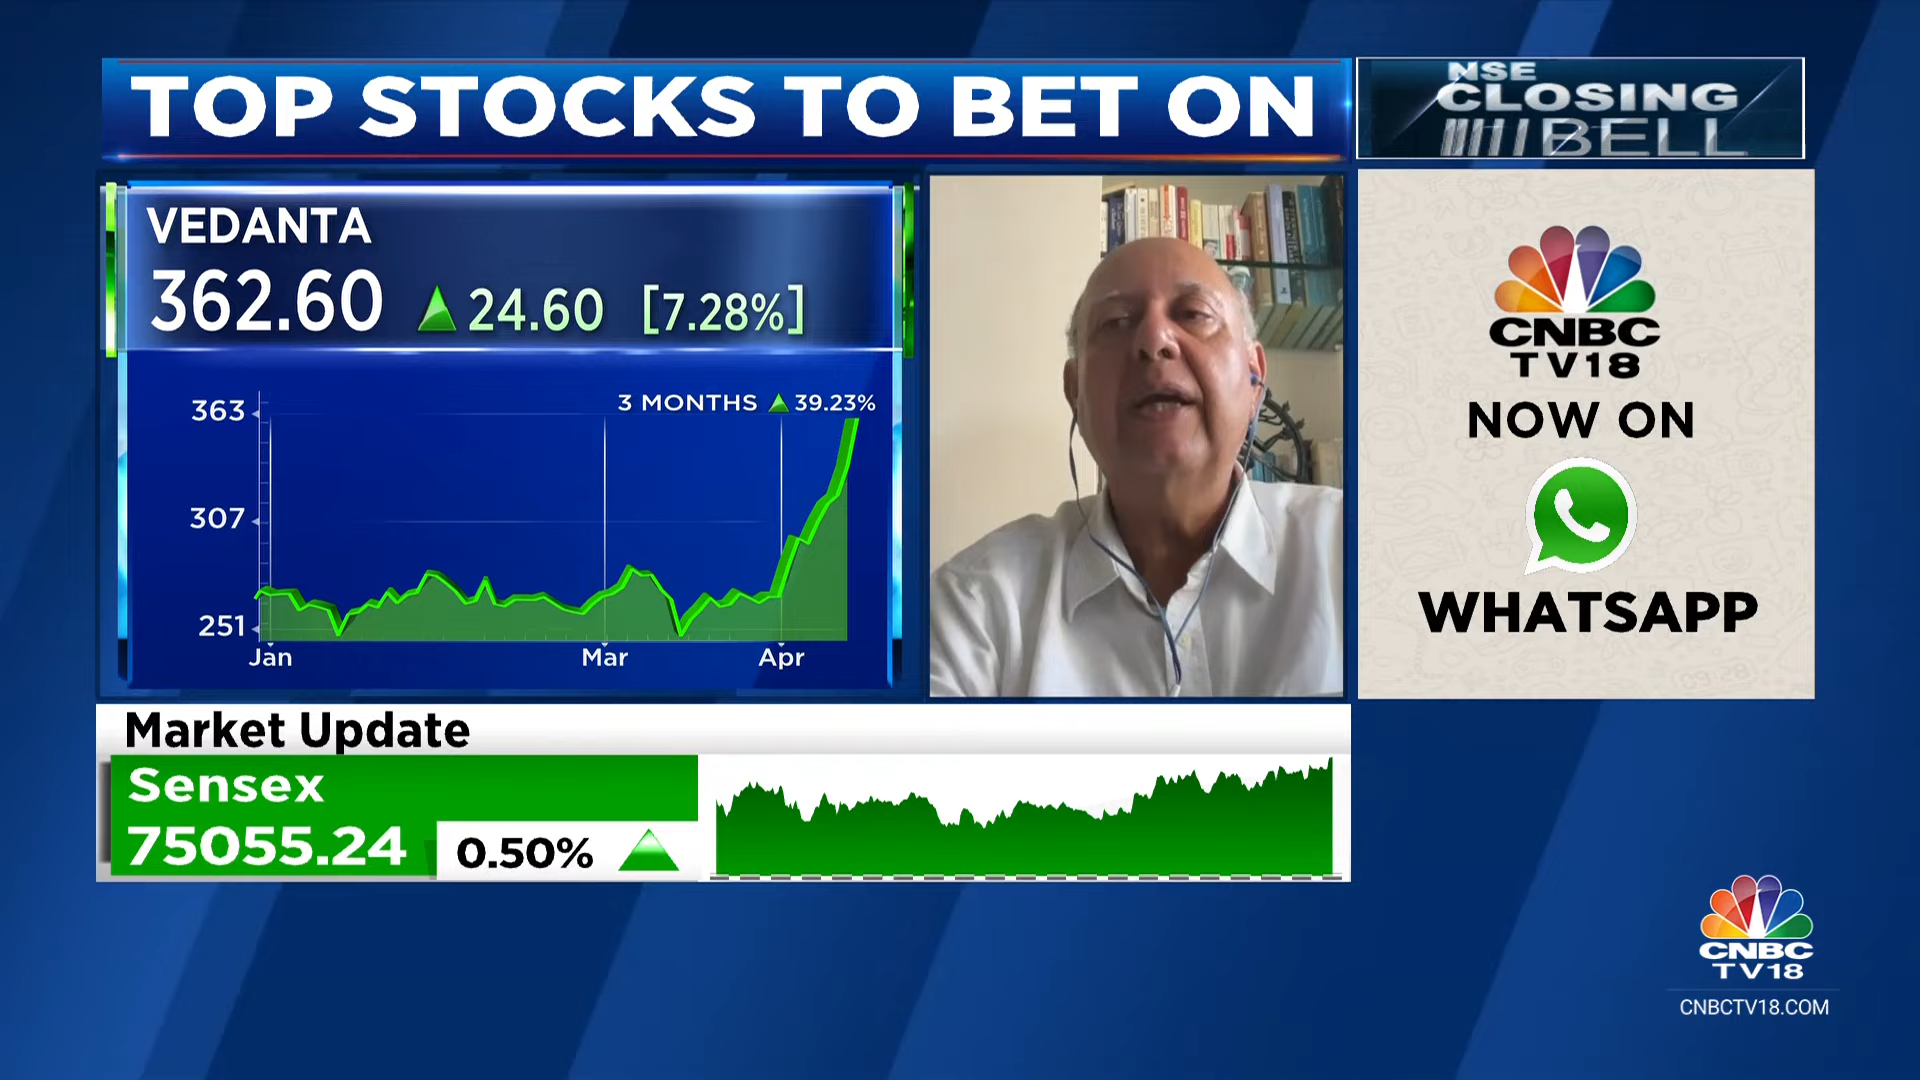 TOP STOCKS TO BET ON
NSE
CLOSING
BELL
VEDANTA
362.60 ▲ 24.60 [7.28%]
3 MONTHS ▲ 39.23%
363
307
251
Jan Mar Apr
CNBC
TV18
NOW ON
WHATSAPP
Market Update
Sensex
75055.24 0.50% ▲
CNBC
TV18
CNBCTV18.COM